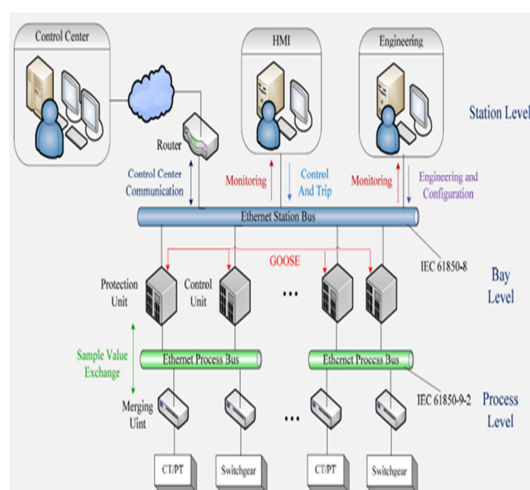 Control Center
HMI
Engineering
Station Level
Router
Control Center
Communication
Monitoring
Control
And Trip
Monitoring
Engineering and
Configuration
Ethernet Station Bus
IEC 61850-8
GOOSE
Protection
Unit
Control
Unit
...
Bay
Level
Sample Value
Exchange
Ethernet Process Bus
Ethernet Process Bus
IEC 61850-9-2
Merging
Uint
...
Process
Level
CT/PT
Switchgear
CT/PT
Switchgear